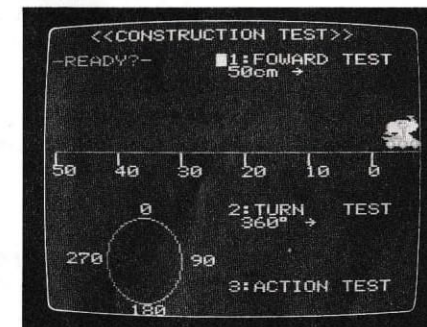 <<CONSTRUCTION TEST>>
-READY?- 1:FOWARD TEST
50cm →
50 40 30 20 10 0
2:TURN TEST
360° →
0
270 90
180
3:ACTION TEST